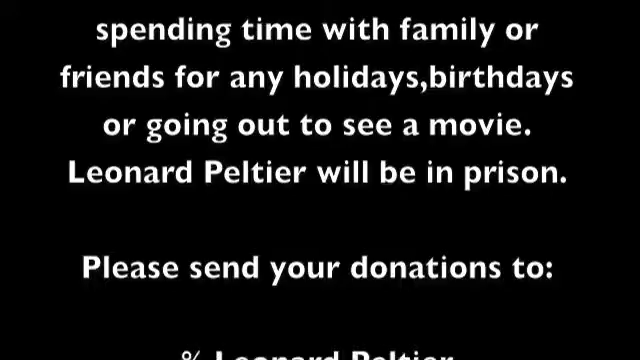 spending time with family or
friends for any holidays,birthdays
or going out to see a movie.
Leonard Peltier will be in prison.
Please send your donations to:
% Leonard Peltier